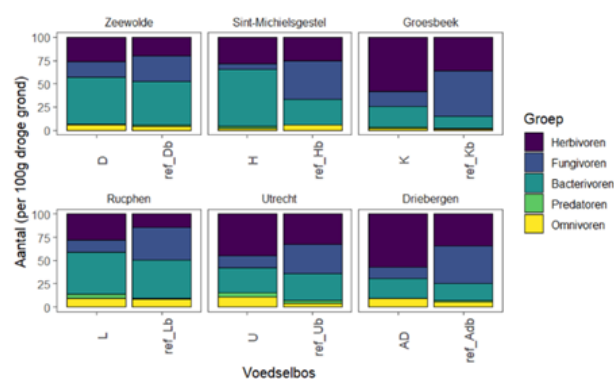 Zeewolde Sint-Michielsgestel Groesbeek
100
75
50
25
0
D ref_Db H ref_Hb K ref_Kb
Rucphen Utrecht Driebergen
100
75
50
25
0
L ref_Lb U ref_Ub AD ref_Adb
Aantal (per 100g droge grond)
Voedselbos
Groep
Herbivoren
Fungivoren
Bacterivoren
Predatoren
Omnivoren